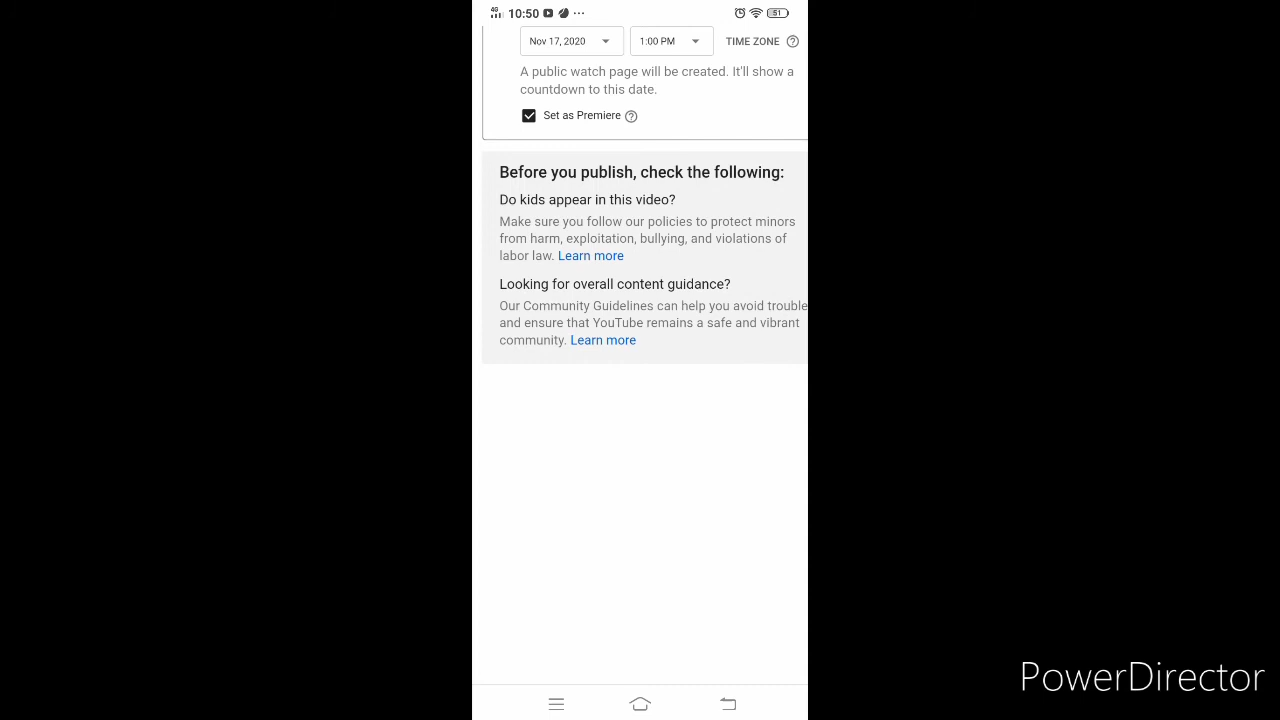 4G 10:50 ... 51
Nov 17, 2020 1:00 PM TIME ZONE
A public watch page will be created. It'll show a
countdown to this date.
Set as Premiere
Before you publish, check the following:
Do kids appear in this video?
Make sure you follow our policies to protect minors
from harm, exploitation, bullying, and violations of
labor law. Learn more
Looking for overall content guidance?
Our Community Guidelines can help you avoid trouble
and ensure that YouTube remains a safe and vibrant
community. Learn more
PowerDirector